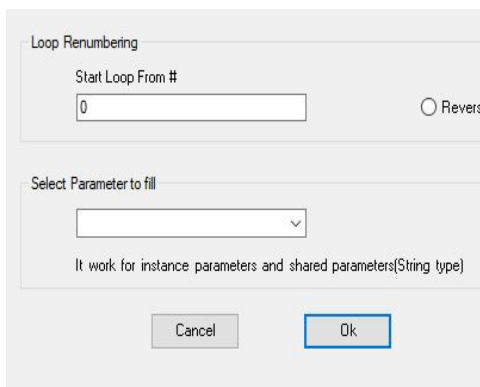 Loop Renumbering
Start Loop From #
0
Revers
Select Parameter to fill
It work for instance parameters and shared parameters(String type)
Cancel
Ok